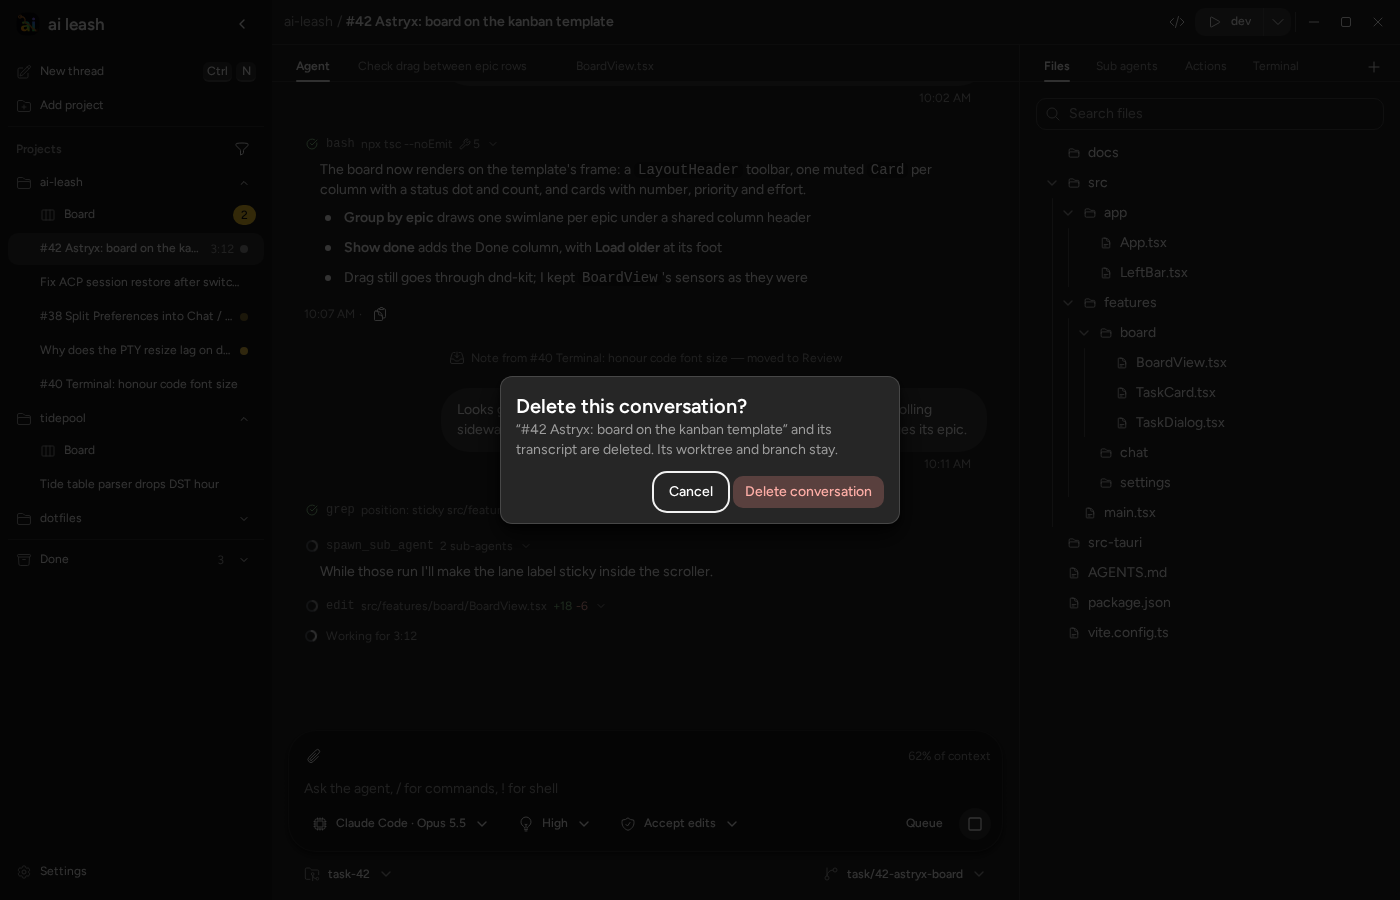 ai leash
ai-leash / #42 Astryx: board on the kanban template
dev
New thread Ctrl N
Add project
Projects
ai-leash
Board 2
#42 Astryx: board on the ka... 3:12
Fix ACP session restore after switc...
#38 Split Preferences into Chat / ...
Why does the PTY resize lag on d...
#40 Terminal: honour code font size
tidepool
Board
Tide table parser drops DST hour
dotfiles
Done 3
Settings
Agent Check drag between epic rows BoardView.tsx
10:02 AM
bash npx tsc --noEmit 5
The board now renders on the template's frame: a LayoutHeader toolbar, one muted Card per
column with a status dot and count, and cards with number, priority and effort.
Group by epic draws one swimlane per epic under a shared column header
Show done adds the Done column, with Load older at its foot
Drag still goes through dnd-kit; I kept BoardView 's sensors as they were
10:07 AM ·
Note from #40 Terminal: honour code font size — moved to Review
Looks
sidewa es its epic.
10:11 AM
Delete this conversation?
“#42 Astryx: board on the kanban template” and its
transcript are deleted. Its worktree and branch stay.
Cancel Delete conversation
grep position: sticky src/featu
spawn_sub_agent 2 sub-agents
While those run I'll make the lane label sticky inside the scroller.
edit src/features/board/BoardView.tsx +18 -6
Working for 3:12
62% of context
Ask the agent, / for commands, ! for shell
Claude Code · Opus 5.5 High Accept edits Queue
task-42 task/42-astryx-board
Files Sub agents Actions Terminal
Search files
docs
src
app
App.tsx
LeftBar.tsx
features
board
BoardView.tsx
TaskCard.tsx
TaskDialog.tsx
chat
settings
main.tsx
src-tauri
AGENTS.md
package.json
vite.config.ts